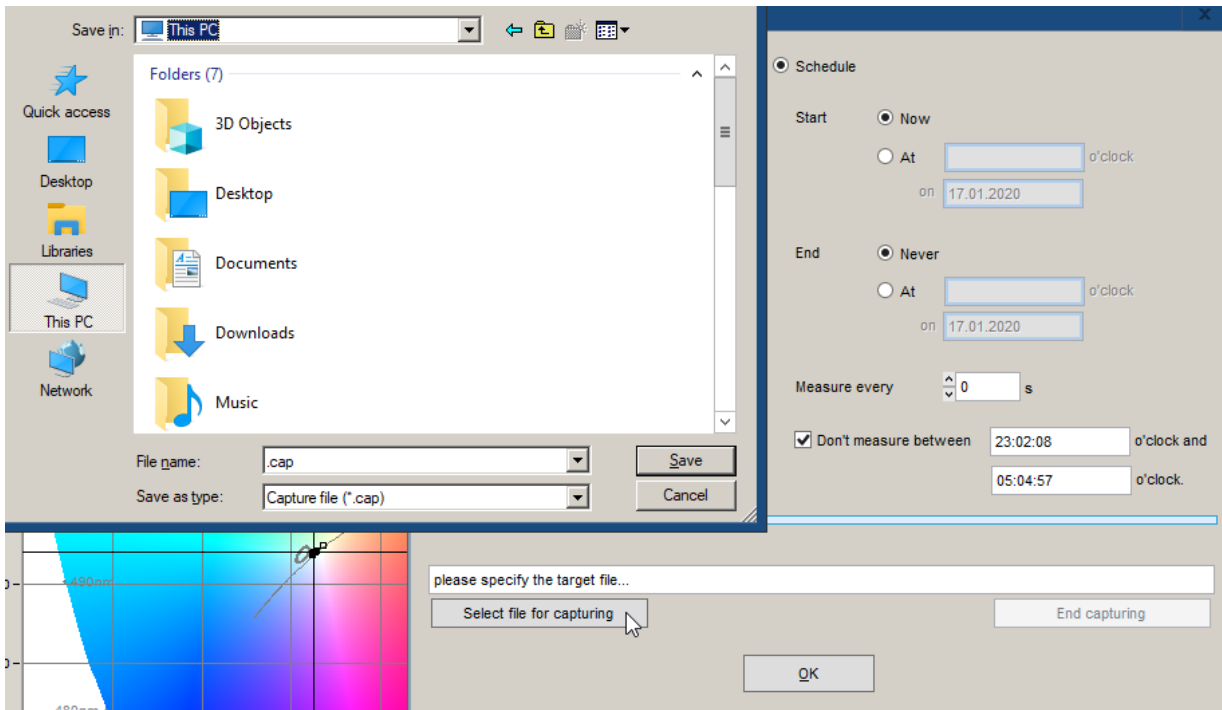 Save in: This PC
Quick access
Desktop
Libraries
This PC
Network
Folders (7)
3D Objects
Desktop
Documents
Downloads
Music
File name: .cap Save
Save as type: Capture file (*.cap) Cancel
X
Schedule
Start Now
At o'clock
on 17.01.2020
End Never
At o'clock
on 17.01.2020
Measure every 0 s
Don't measure between 23:02:08 o'clock and
05:04:57 o'clock.
490nm
480nm
please specify the target file...
Select file for capturing End capturing
OK